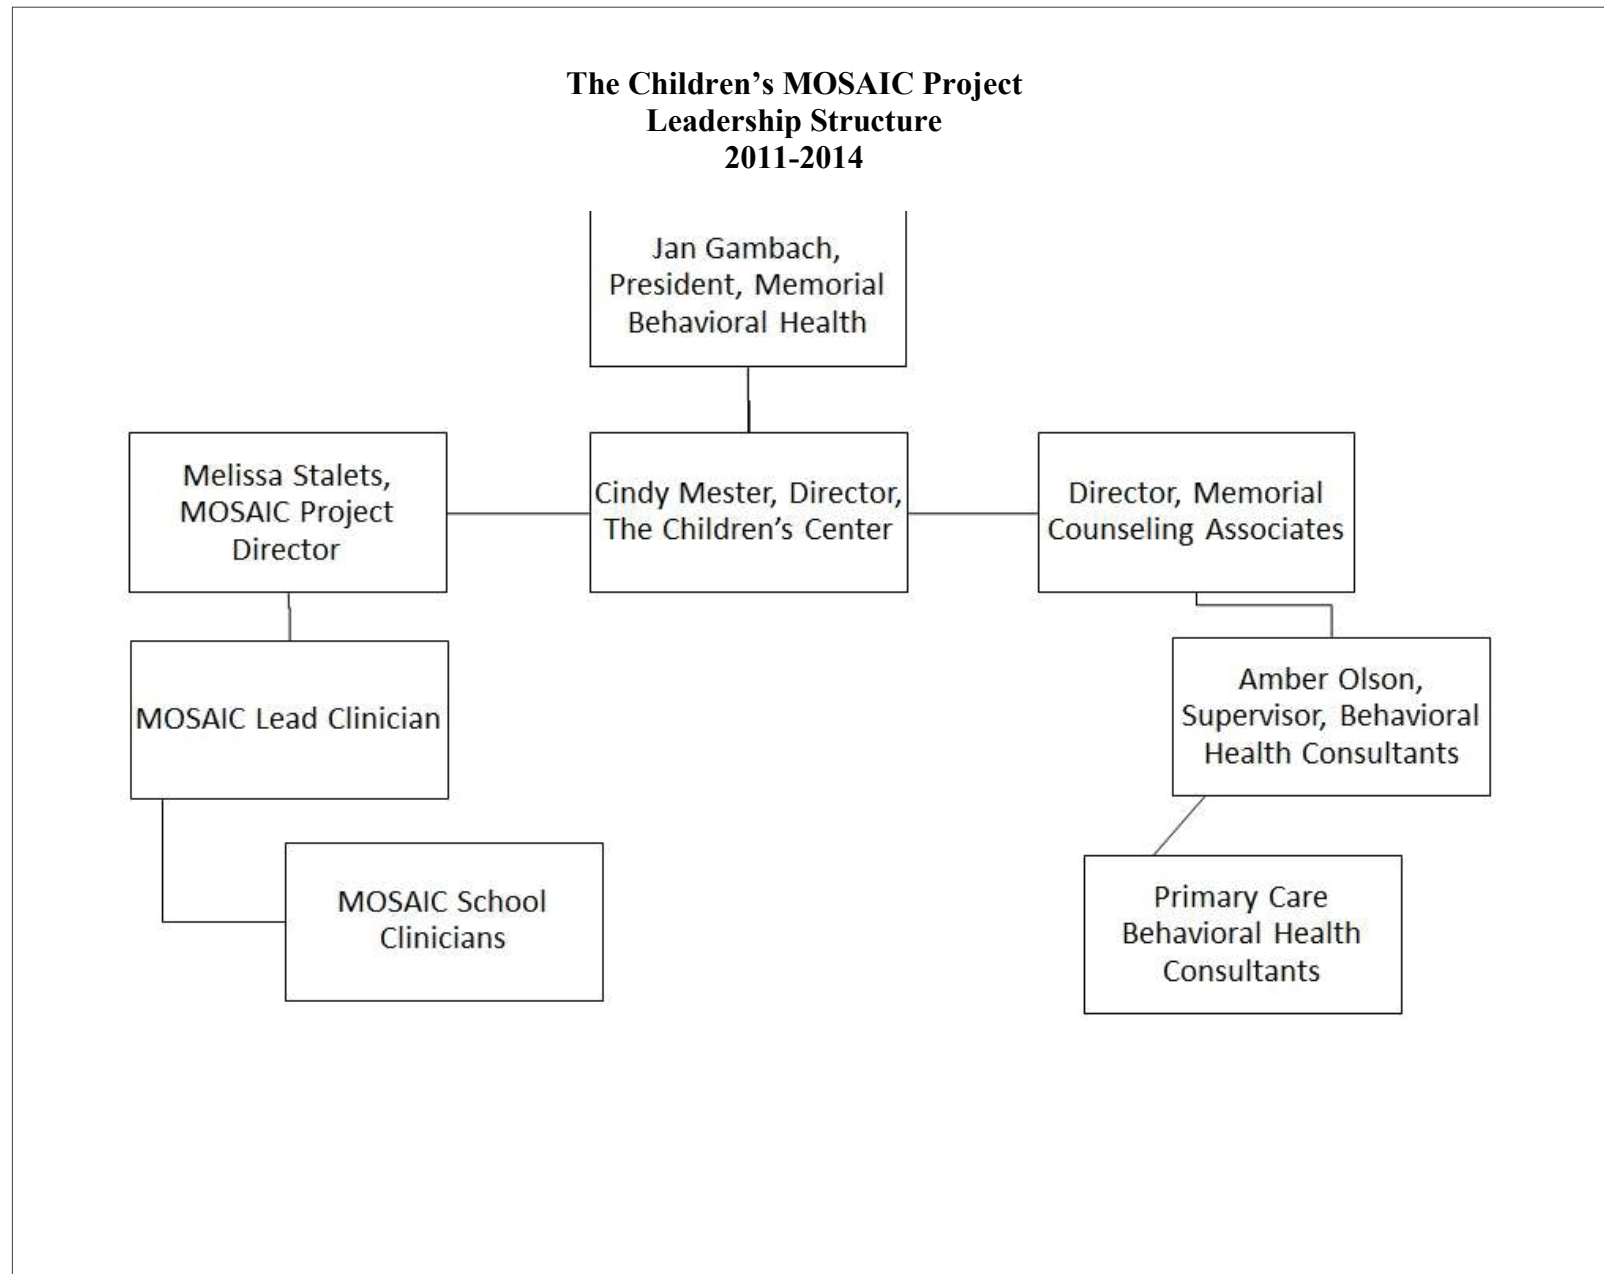 The Children’s MOSAIC Project
Leadership Structure
2011-2014
Jan Gambach,
President, Memorial
Behavioral Health
Melissa Stalets,
MOSAIC Project
Director
Cindy Mester, Director,
The Children’s Center
Director, Memorial
Counseling Associates
MOSAIC Lead Clinician
Amber Olson,
Supervisor, Behavioral
Health Consultants
MOSAIC School
Clinicians
Primary Care
Behavioral Health
Consultants